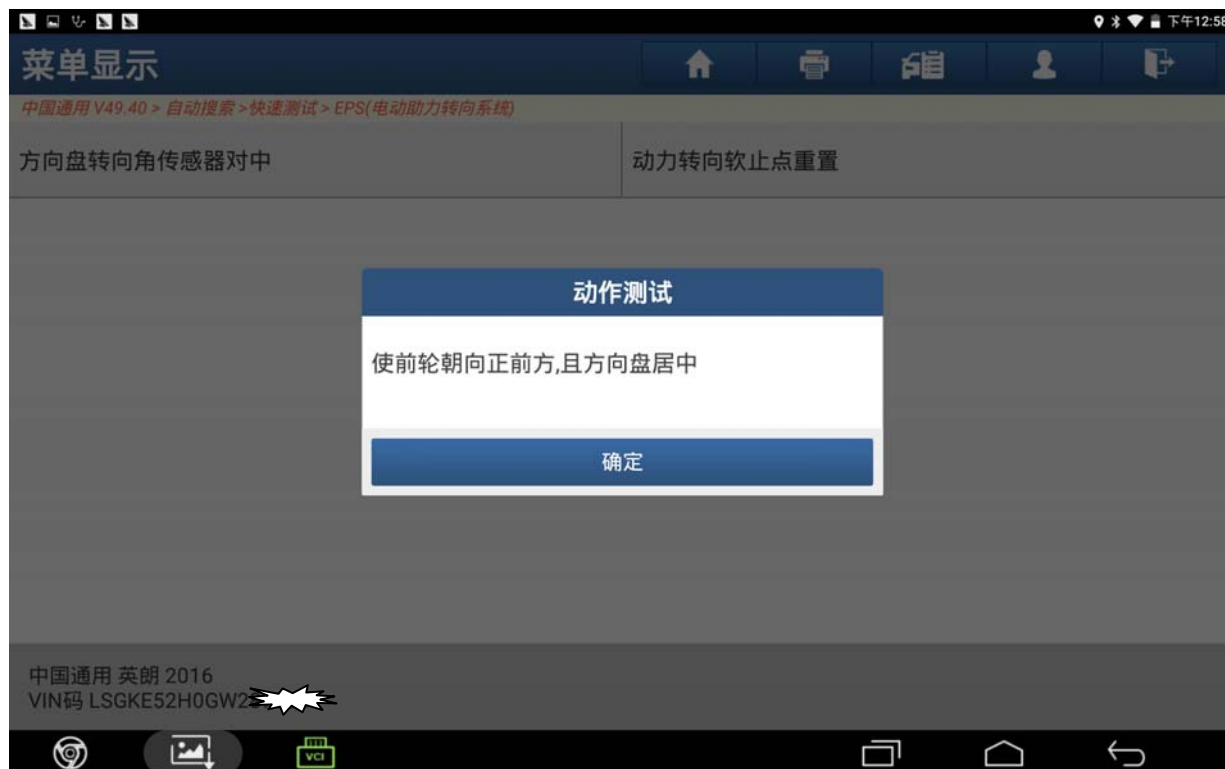 下午12:58
菜单显示
中国通用 V49.40 > 自动搜索 >快速测试 > EPS(电动助力转向系统)
方向盘转向角传感器对中
动力转向软止点重置
动作测试
使前轮朝向正前方,且方向盘居中
确定
中国通用 英朗 2016
VIN码 LSGKE52H0GW2
VCI